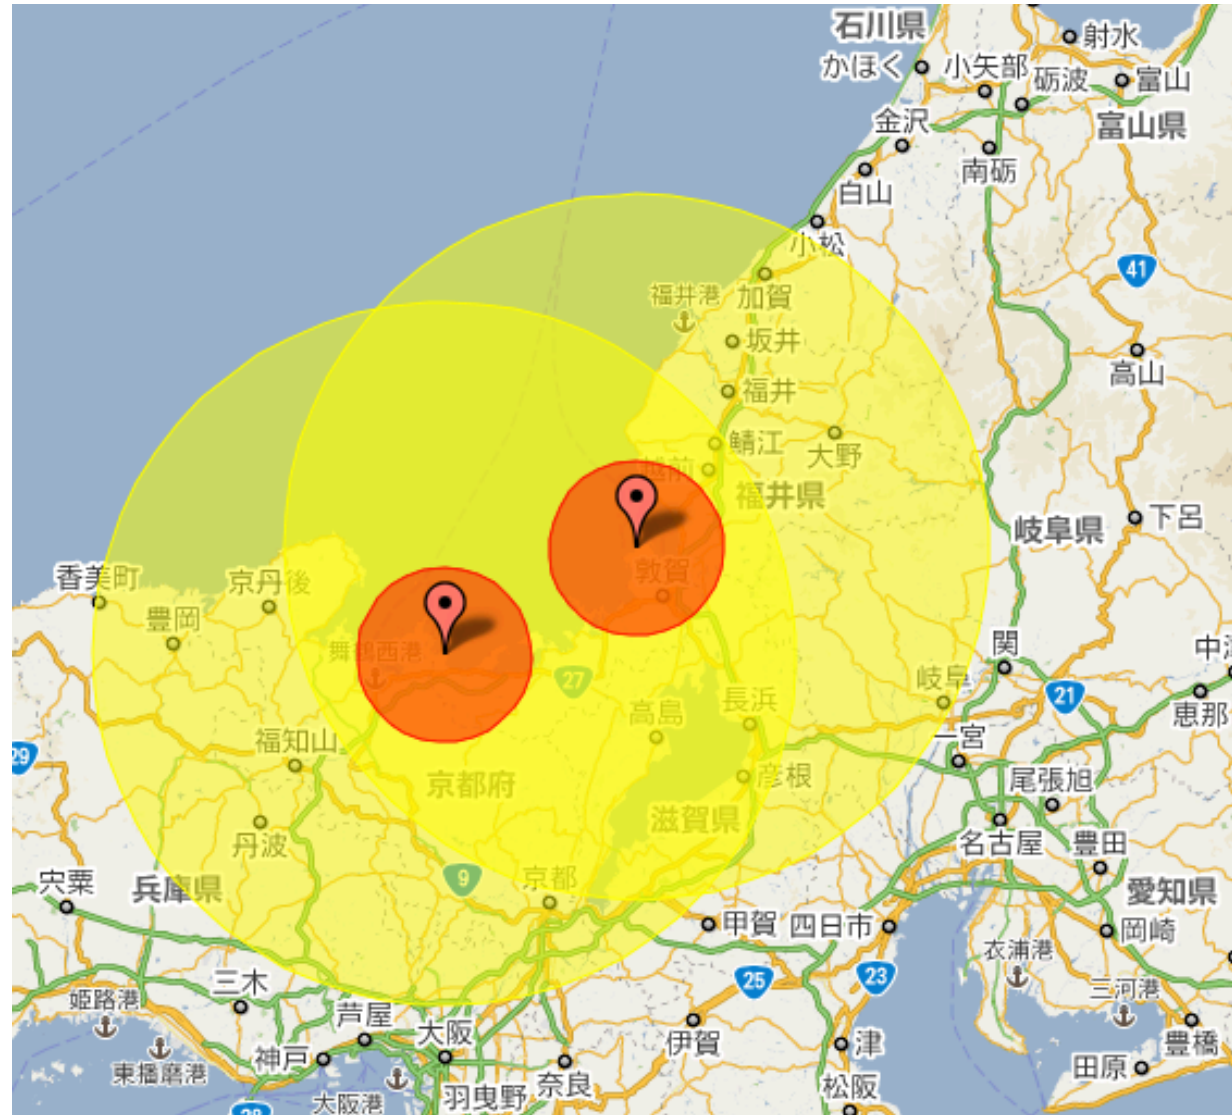 石川県
射水
かほく
小矢部
砺波
富山
金沢
富山県
南砺
白山
小松
41
加賀
福井港
坂井
高山
福井
鯖江
大野
越前
福井県
下呂
岐阜県
敦賀
香美町
京丹後
豊岡
舞鶴西港
関
中津
27
岐阜
21
高島
長浜
恵那
福知山
一宮
29
京都府
彦根
尾張旭
滋賀県
丹波
名古屋
豊田
宍粟
兵庫県
9
京都
愛知県
甲賀
四日市
岡崎
衣浦港
25
23
三木
姫路港
三河港
芦屋
大阪
伊賀
津
豊橋
神戸
東播磨港
奈良
田原
大阪港
羽曳野
松阪
28